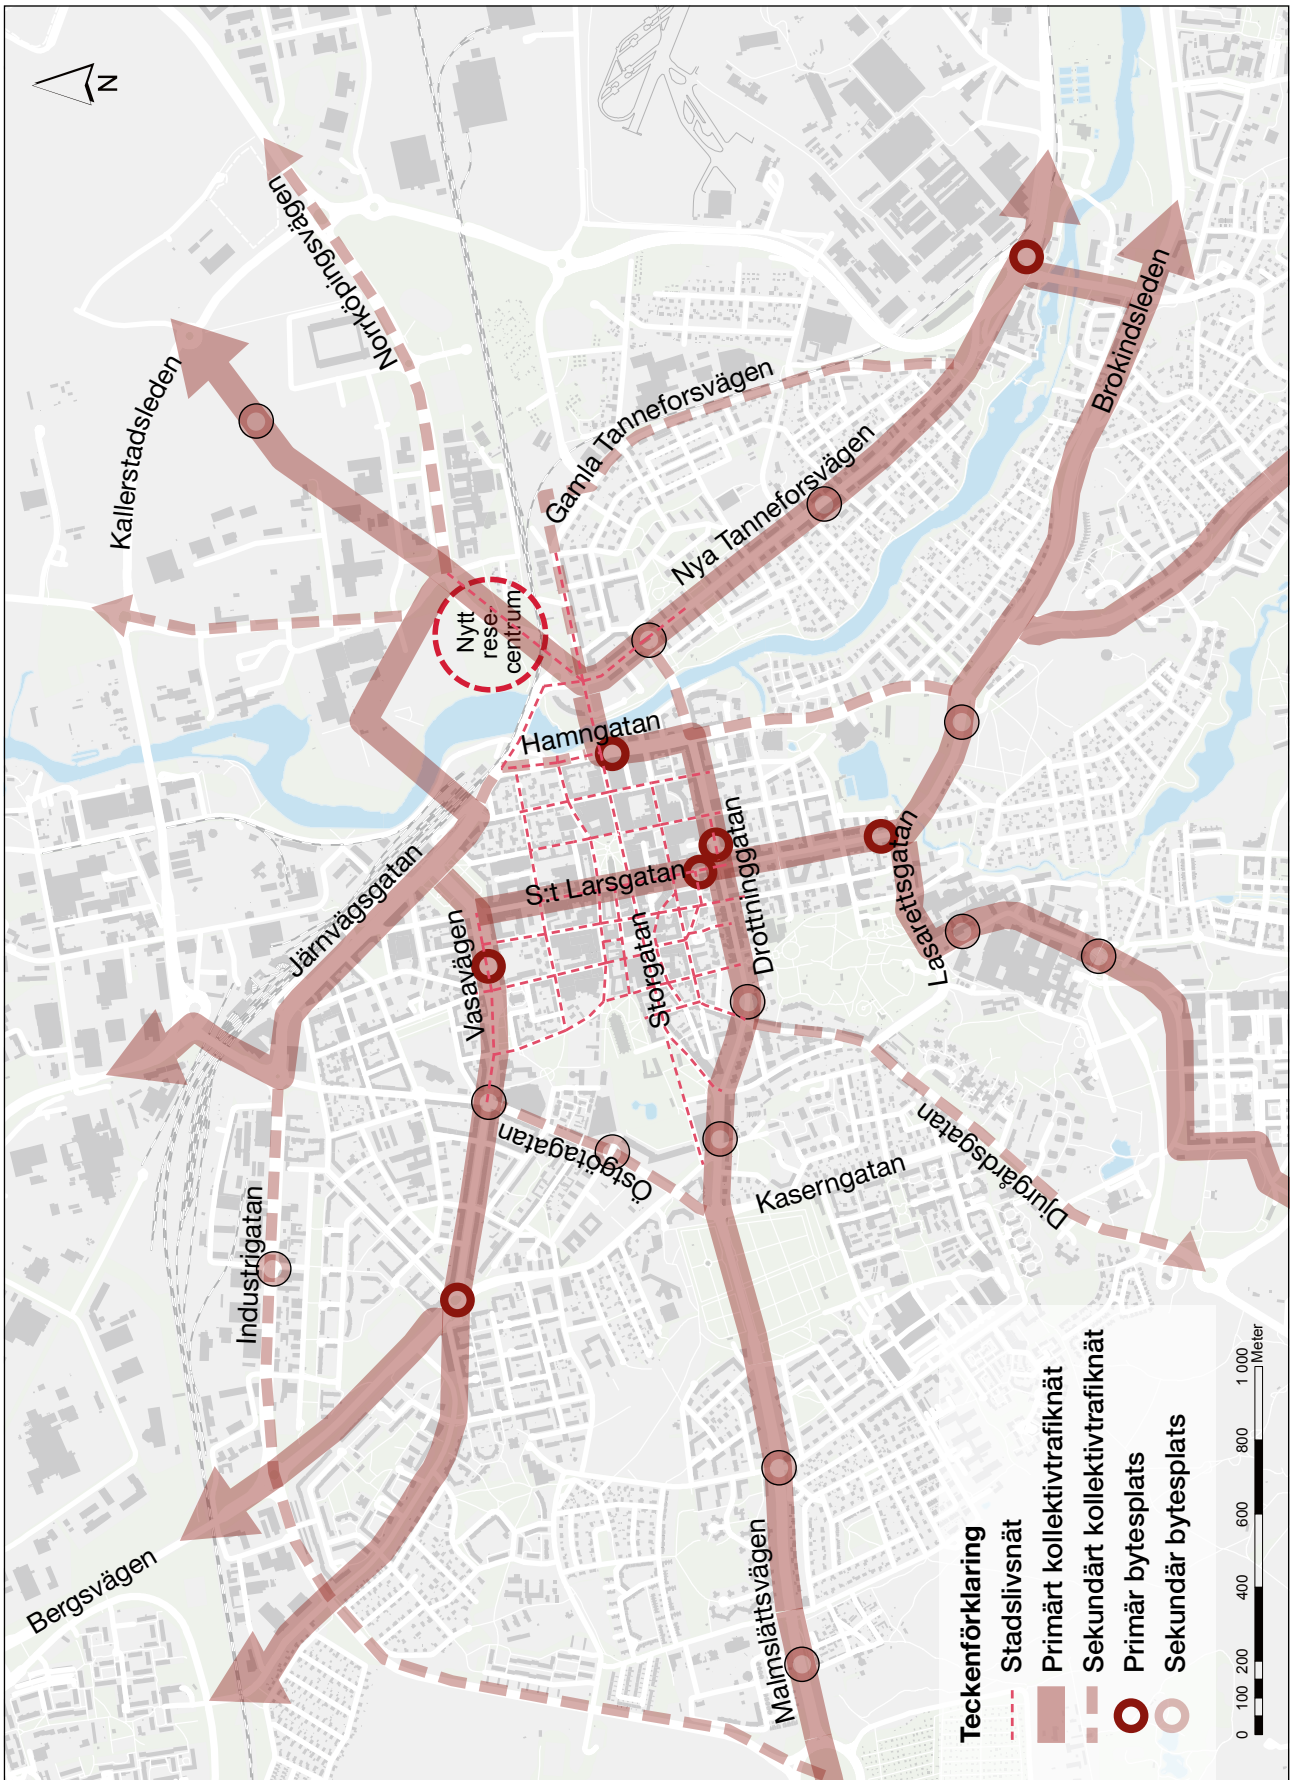 N
Kallerstadsleden
Norrköpingsvägen
Nytt
rese-
centrum
Gamla Tanneforsvägen
Nya Tanneforsvägen
Brokindsleden
Hamngatan
Järnvägsgatan
Vasavägen
S:t Larsgatan
Storgatan
Drottninggatan
Lasarettsgatan
Industrigatan
Östgötagatan
Kaserngatan
Djurgårdsgatan
Bergsvägen
Malmslättsvägen
Teckenförklaring
Stadslivsnät
Primärt kollektivtrafiknät
Sekundärt kollektivtrafiknät
Primär bytesplats
Sekundär bytesplats
0 100 200 400 600 800 1 000
Meter